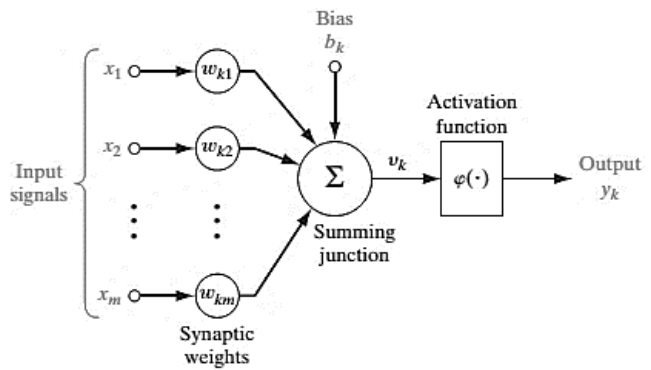 Bias
b_k
x_1
w_k1
Activation
function
x_2
w_k2
Input
signals
Σ
v_k
φ(·)
Output
y_k
Summing
junction
x_m
w_km
Synaptic
weights